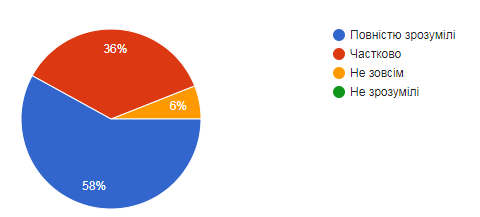 36%
6%
58%
Повністю зрозумілі
Частково
Не зовсім
Не зрозумілі